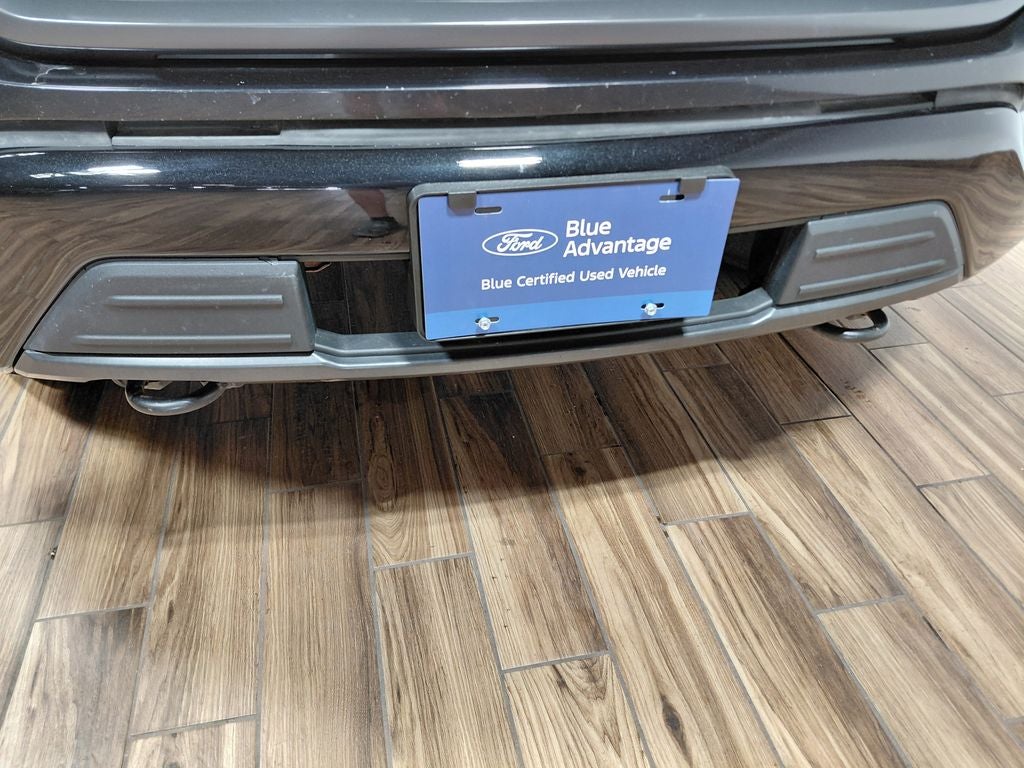 Ford
Blue
Advantage
Blue Certified Used Vehicle